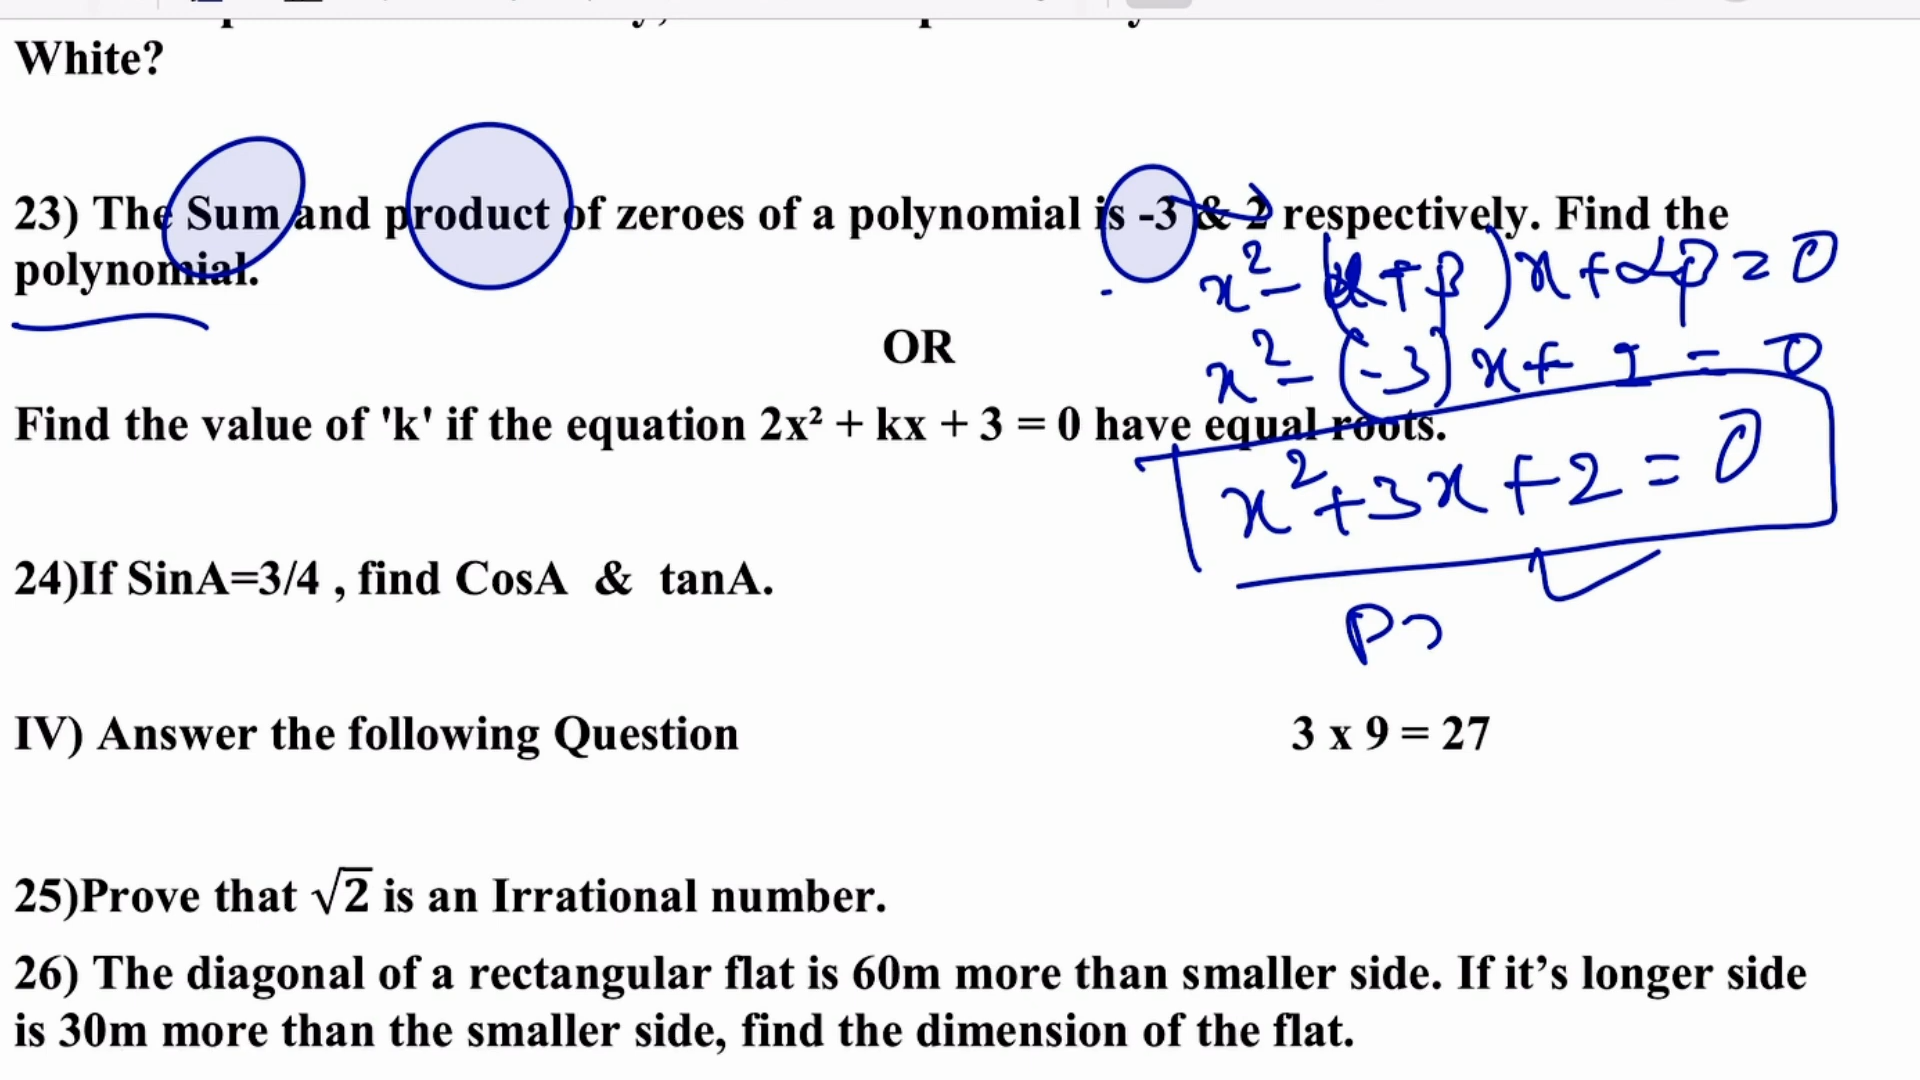 White?
23) The Sum and product of zeroes of a polynomial is -3 & 2 respectively. Find the
polynomial.
x² - (α + β)x + αβ = 0
OR
x² - (-3)x + 2 = 0
Find the value of 'k' if the equation 2x² + kx + 3 = 0 have equal roots.
x² + 3x + 2 = 0
24)If SinA=3/4 , find CosA & tanA.
IV) Answer the following Question 3 x 9 = 27
25)Prove that √2 is an Irrational number.
26) The diagonal of a rectangular flat is 60m more than smaller side. If it’s longer side
is 30m more than the smaller side, find the dimension of the flat.